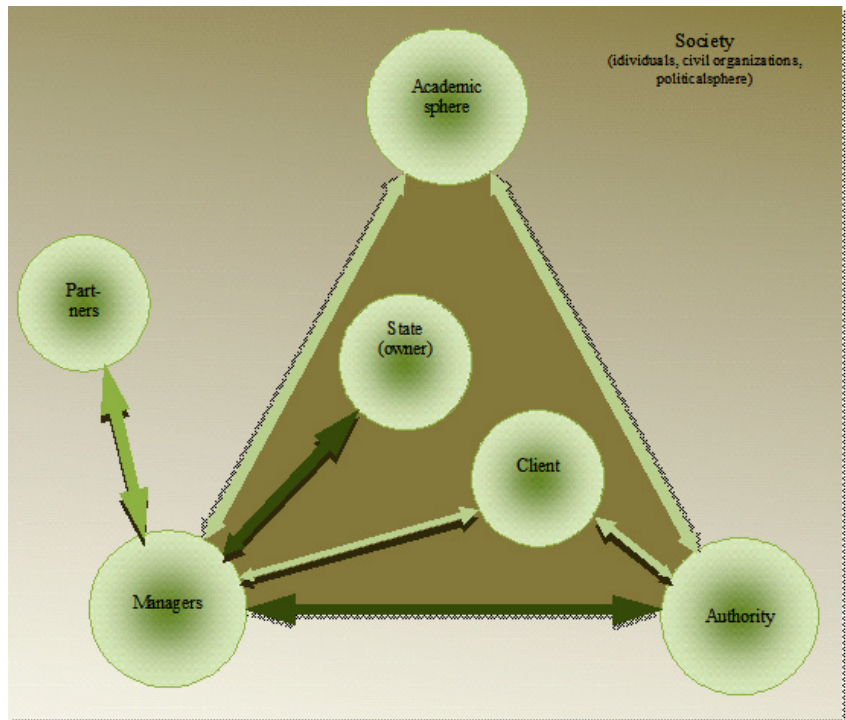 Society
(idividuals, civil organizations,
politicalsphere)
Academic
sphere
Part-
ners
State
(owner)
Client
Managers
Authority